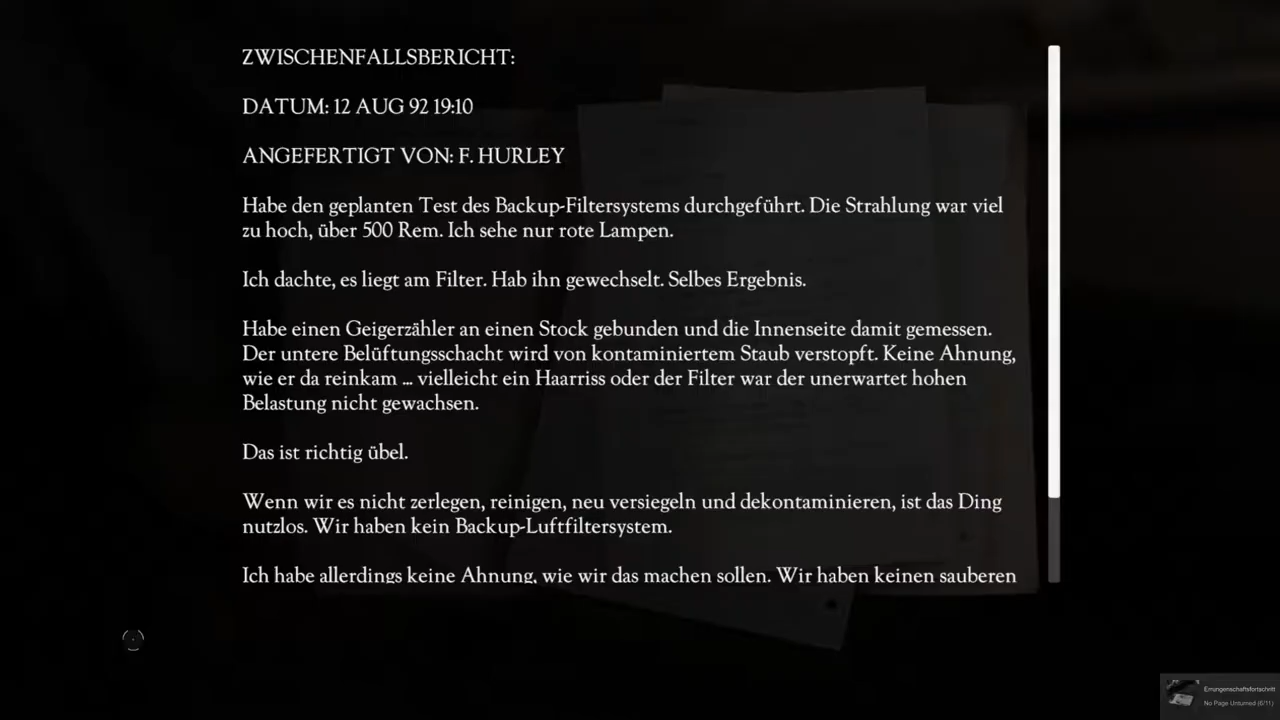 ZWISCHENFALLSBERICHT:
DATUM: 12 AUG 92 19:10
ANGEFERTIGT VON: F. HURLEY
Habe den geplanten Test des Backup-Filtersystems durchgeführt. Die Strahlung war viel
zu hoch, über 500 Rem. Ich sehe nur rote Lampen.
Ich dachte, es liegt am Filter. Hab ihn gewechselt. Selbes Ergebnis.
Habe einen Geigerzähler an einen Stock gebunden und die Innenseite damit gemessen.
Der untere Belüftungsschacht wird von kontaminiertem Staub verstopft. Keine Ahnung,
wie er da reinkam ... vielleicht ein Haarriss oder der Filter war der unerwartet hohen
Belastung nicht gewachsen.
Das ist richtig übel.
Wenn wir es nicht zerlegen, reinigen, neu versiegeln und dekontaminieren, ist das Ding
nutzlos. Wir haben kein Backup-Luftfiltersystem.
Ich habe allerdings keine Ahnung, wie wir das machen sollen. Wir haben keinen sauberen
Errungenschaftsfortschritt
No Page Unturned (6/11)